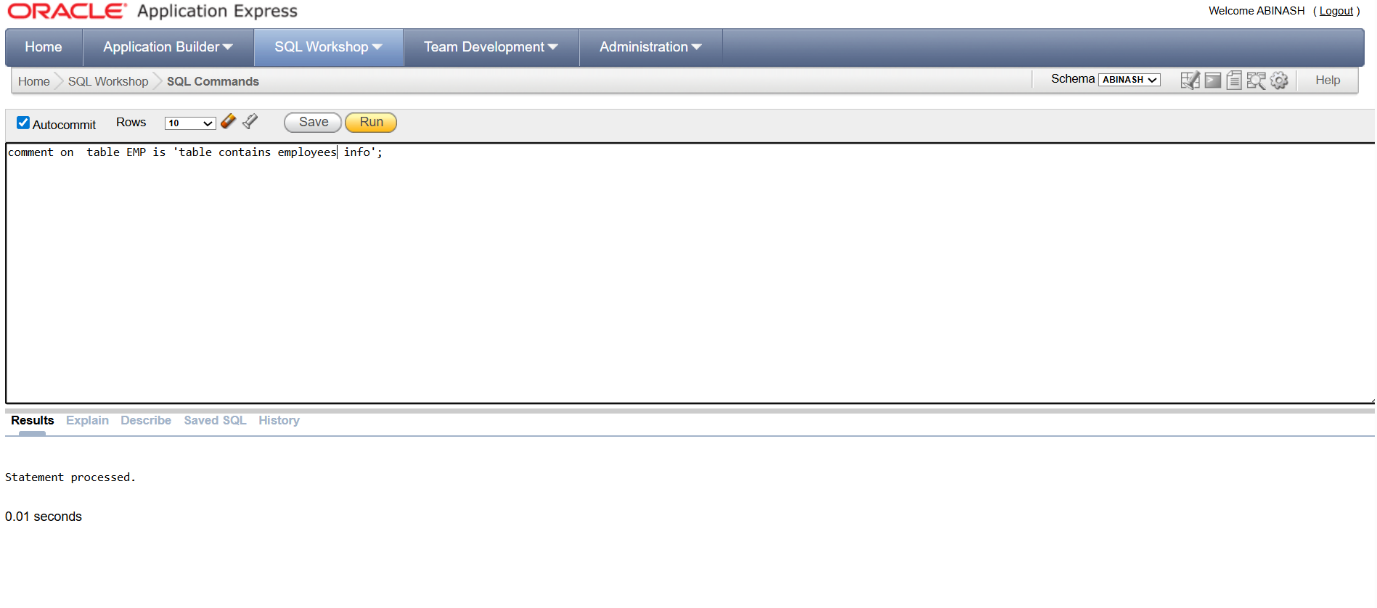 ORACLE Application Express
Welcome ABINASH ( Logout )
Home Application Builder SQL Workshop Team Development Administration
Home SQL Workshop SQL Commands Schema ABINASH Help
Autocommit Rows 10 Save Run
comment on  table EMP is 'table contains employees info';
Results Explain Describe Saved SQL History
Statement processed.
0.01 seconds